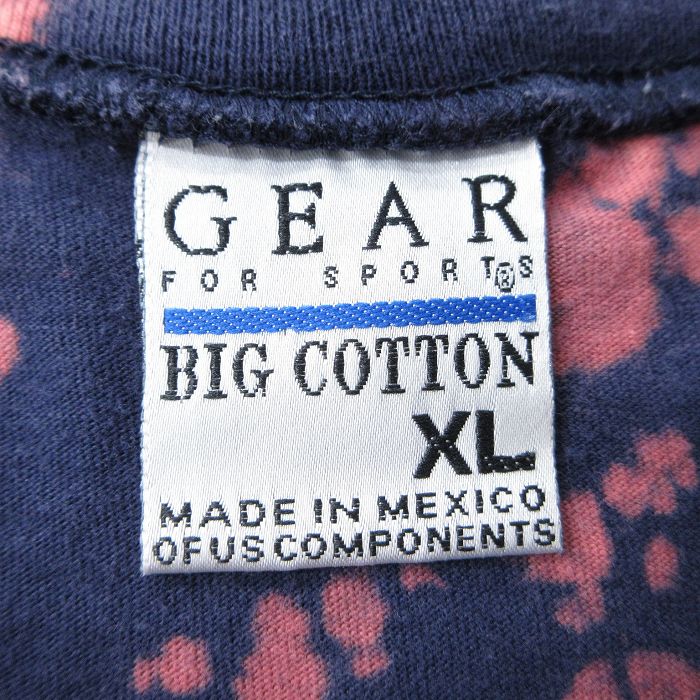 GEAR
FOR SPORTS®
BIG COTTON
XL
MADE IN MEXICO
OF US COMPONENTS